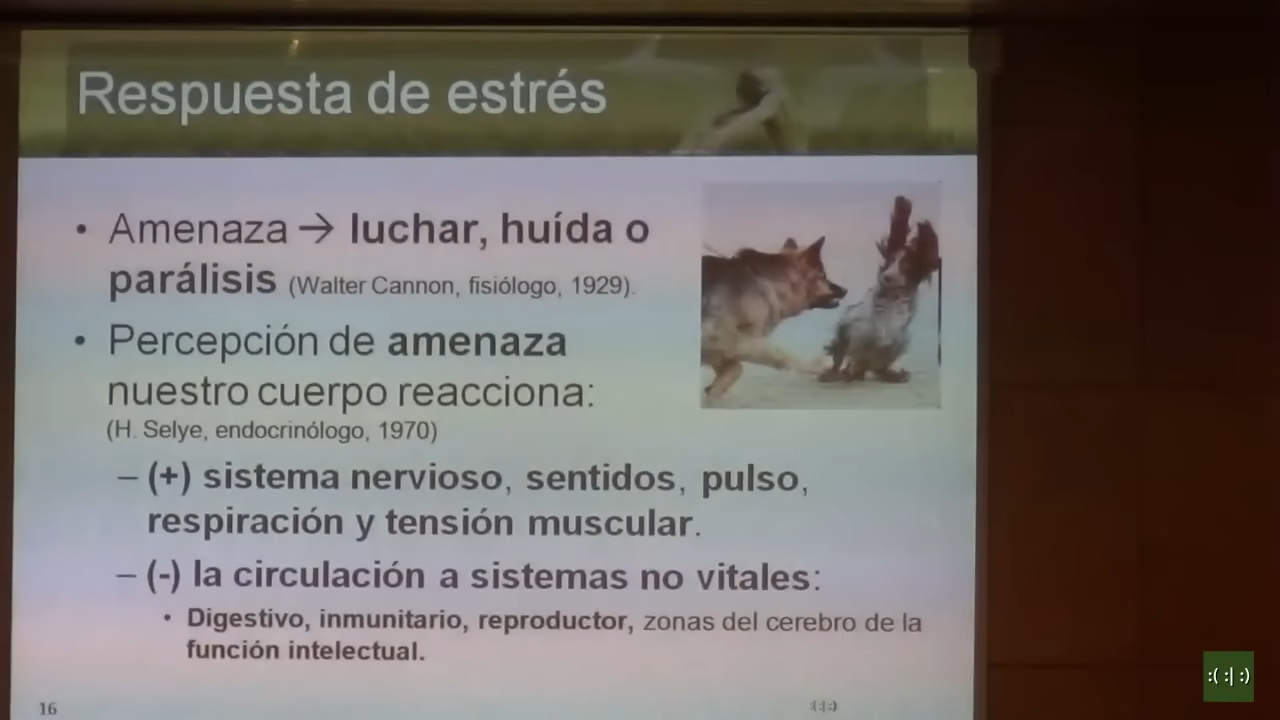 Respuesta de estrés
• Amenaza → luchar, huída o
parálisis (Walter Cannon, fisiólogo, 1929).
• Percepción de amenaza
nuestro cuerpo reacciona:
(H. Selye, endocrinólogo, 1970)
– (+) sistema nervioso, sentidos, pulso,
respiración y tensión muscular.
– (-) la circulación a sistemas no vitales:
• Digestivo, inmunitario, reproductor, zonas del cerebro de la
función intelectual.
16
:(:|:)
:( :| :)